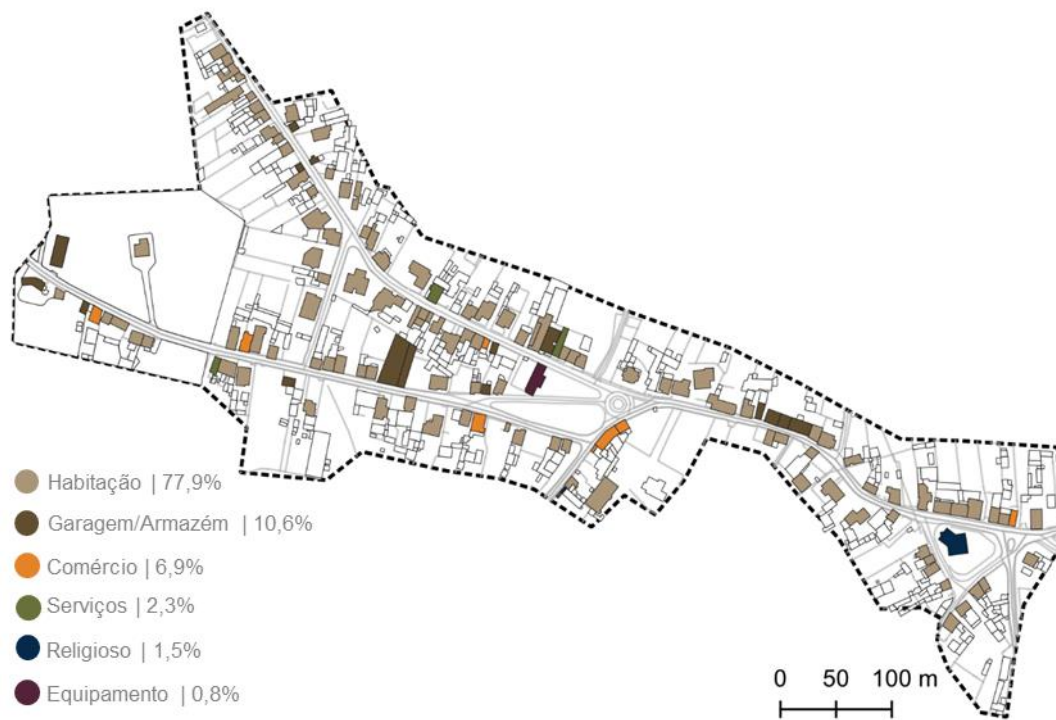 Habitação | 77,9%
Garagem/Armazém | 10,6%
Comércio | 6,9%
Serviços | 2,3%
Religioso | 1,5%
Equipamento | 0,8%
0 50 100 m